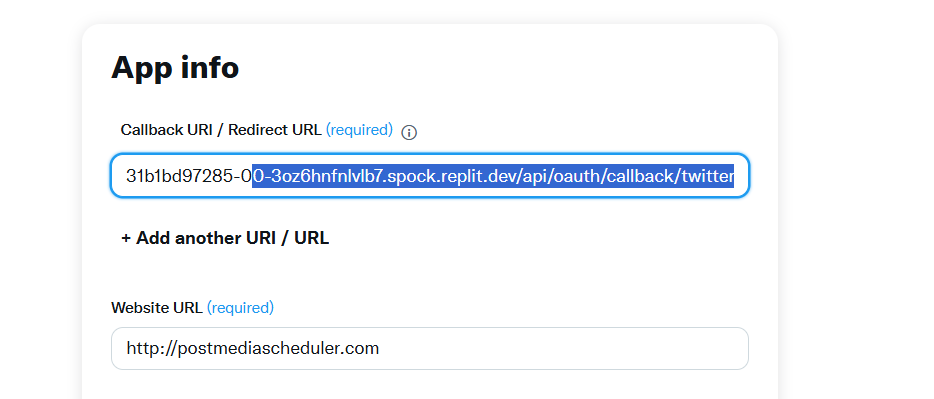 App info
Callback URI / Redirect URL (required)
31b1bd97285-00-3oz6hnfnlvlb7.spock.replit.dev/api/oauth/callback/twitter
+ Add another URI / URL
Website URL (required)
http://postmediascheduler.com